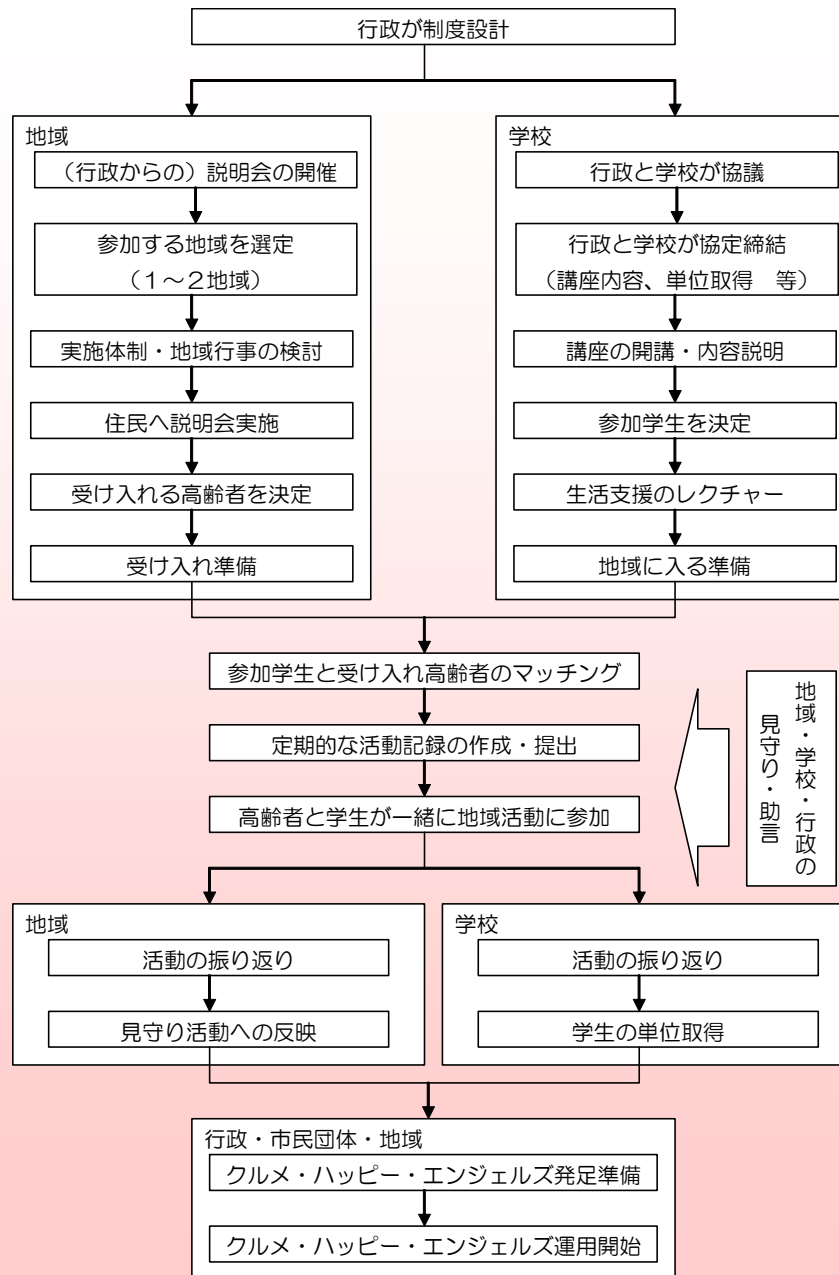 行政が制度設計
地域
（行政からの）説明会の開催
参加する地域を選定
（１～２地域）
実施体制・地域行事の検討
住民へ説明会実施
受け入れる高齢者を決定
受け入れ準備
学校
行政と学校が協議
行政と学校が協定締結
（講座内容、単位取得　等）
講座の開講・内容説明
参加学生を決定
生活支援のレクチャー
地域に入る準備
参加学生と受け入れ高齢者のマッチング
定期的な活動記録の作成・提出
高齢者と学生が一緒に地域活動に参加
地域・学校・行政の
見守り・助言
地域
活動の振り返り
見守り活動への反映
学校
活動の振り返り
学生の単位取得
行政・市民団体・地域
クルメ・ハッピー・エンジェルズ発足準備
クルメ・ハッピー・エンジェルズ運用開始